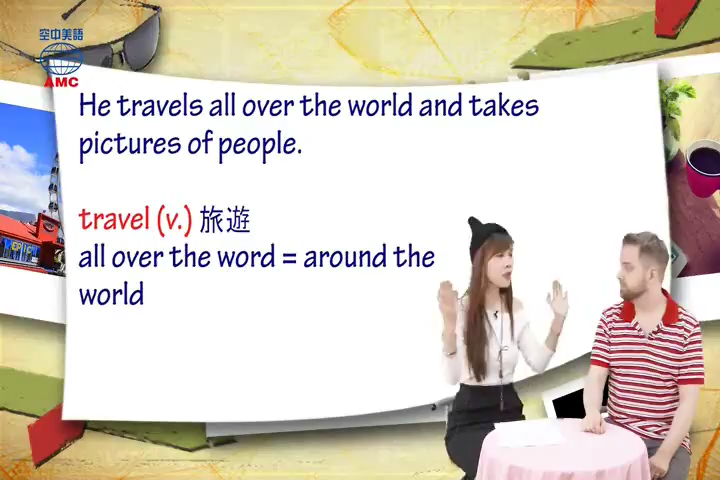 空中美語
AMC
He travels all over the world and takes
pictures of people.
travel (v.) 旅遊
all over the word = around the
world